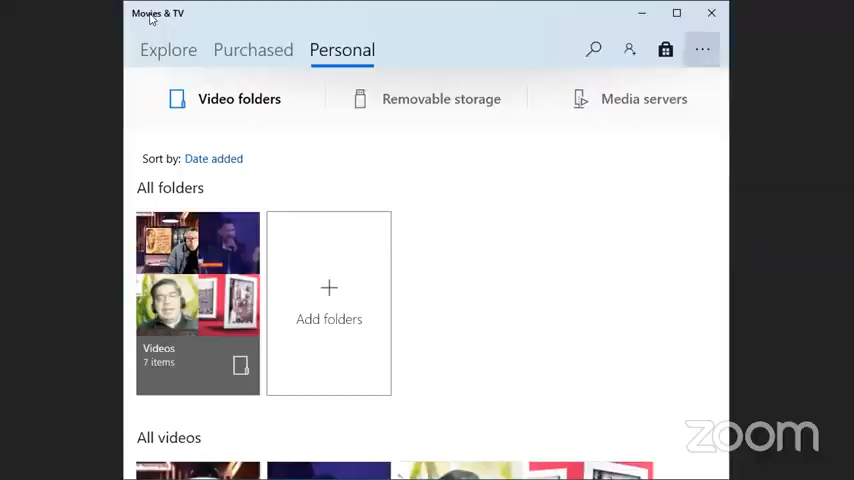 Movies & TV
Explore Purchased Personal
Video folders Removable storage Media servers
Sort by: Date added
All folders
Add folders
Videos
7 items
All videos
zoom